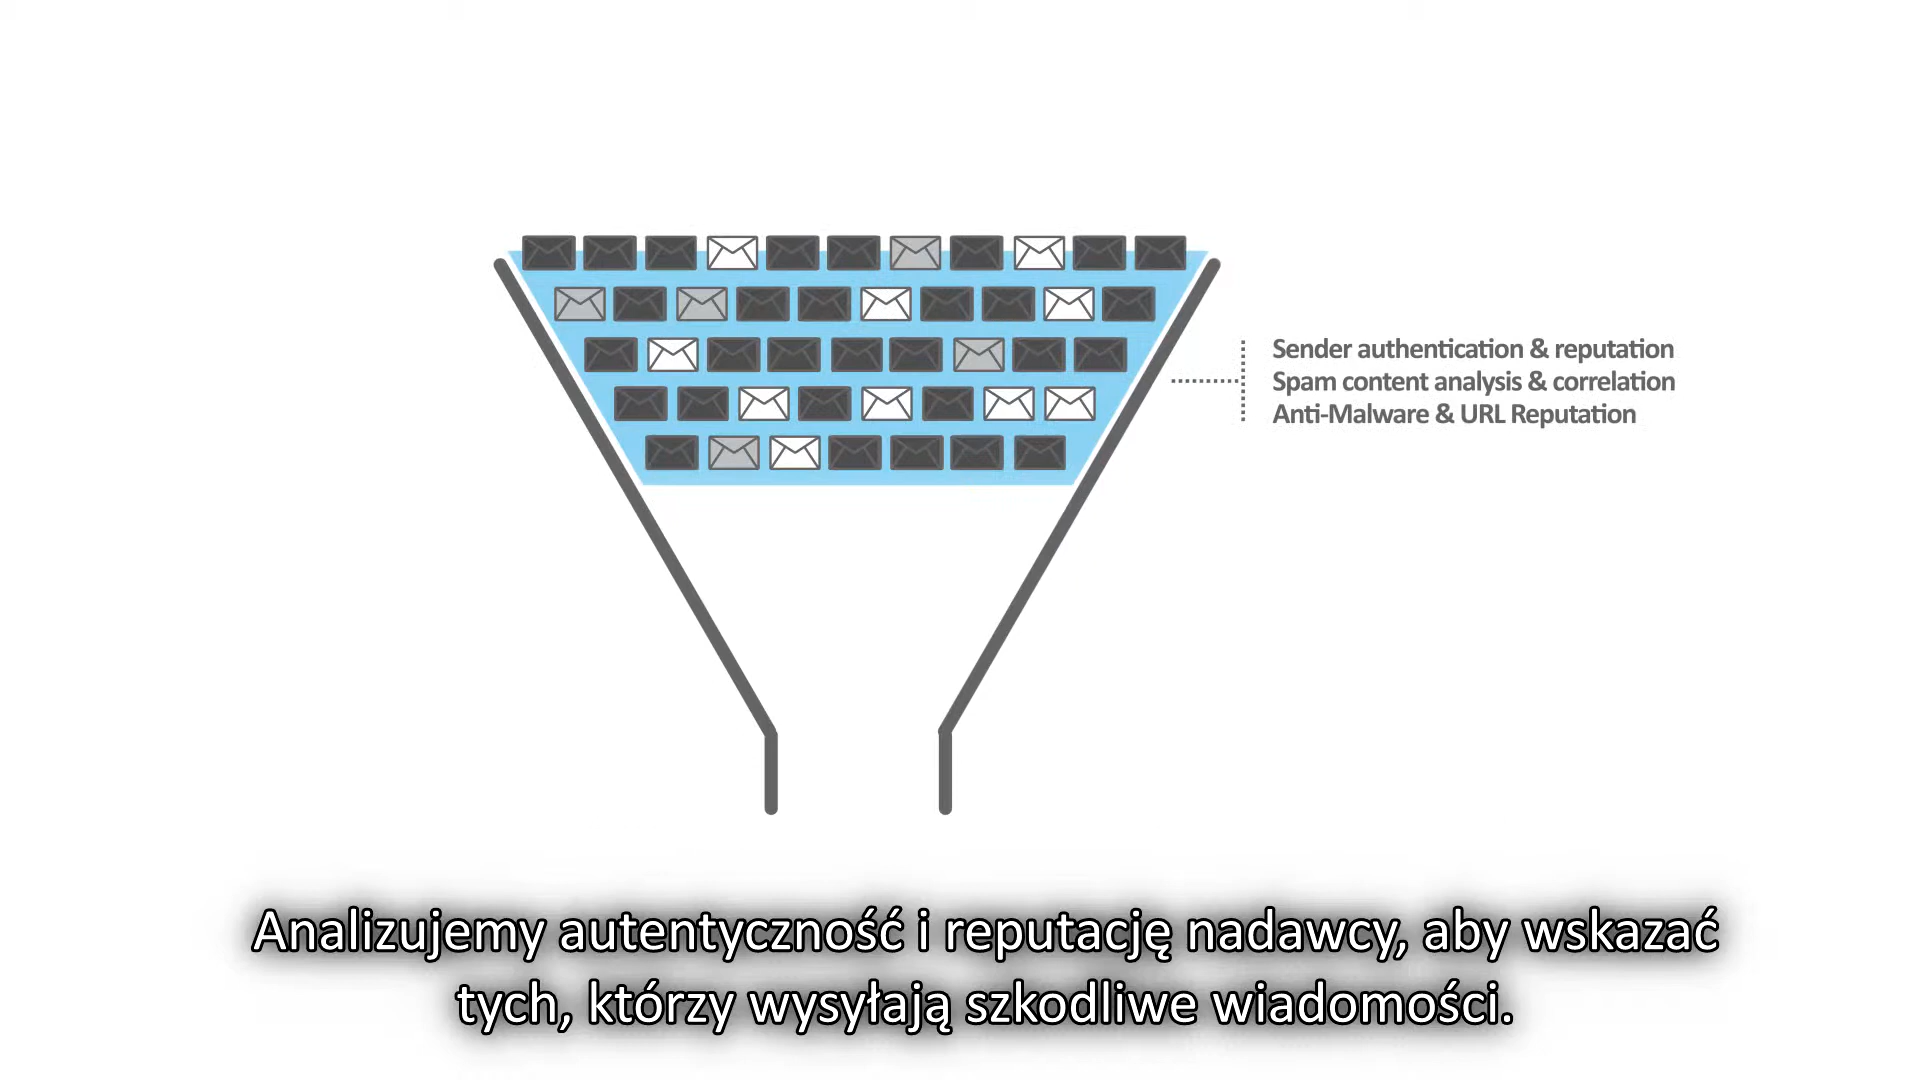 Sender authentication & reputation
Spam content analysis & correlation
Anti-Malware & URL Reputation
Analizujemy autentyczność i reputację nadawcy, aby wskazać
tych, którzy wysyłają szkodliwe wiadomości.